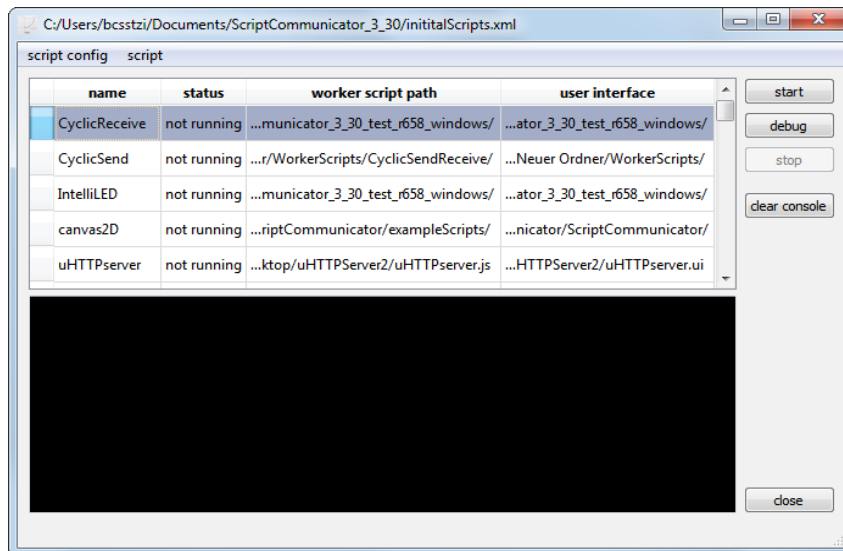 C:/Users/bcsstzi/Documents/ScriptCommunicator_3_30/inititalScripts.xml
script config script
name status worker script path user interface
CyclicReceive not running ...municator_3_30_test_r658_windows/ ...ator_3_30_test_r658_windows/
CyclicSend not running ...r/WorkerScripts/CyclicSendReceive/ ...Neuer Ordner/WorkerScripts/
IntelliLED not running ...municator_3_30_test_r658_windows/ ...ator_3_30_test_r658_windows/
canvas2D not running ...riptCommunicator/exampleScripts/ ...nicator/ScriptCommunicator/
uHTTPserver not running ...ktop/uHTTPServer2/uHTTPserver.js ...HTTPServer2/uHTTPserver.ui
start
debug
stop
clear console
close